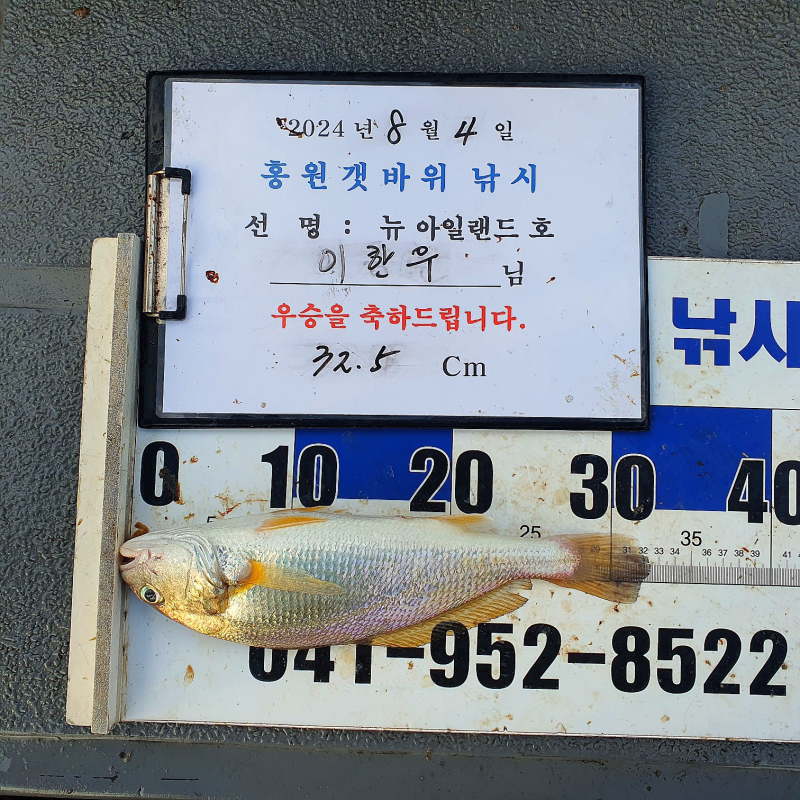 2024 년 8 월 4 일
홍원갯바위 낚시
선 명 : 뉴아일랜드호
이 란 우 님
우승을 축하드립니다.
32.5 Cm
낚시
0 10 20 30 40
25 35
31 32 33 34 36 37 38 39 41
041-952-8522